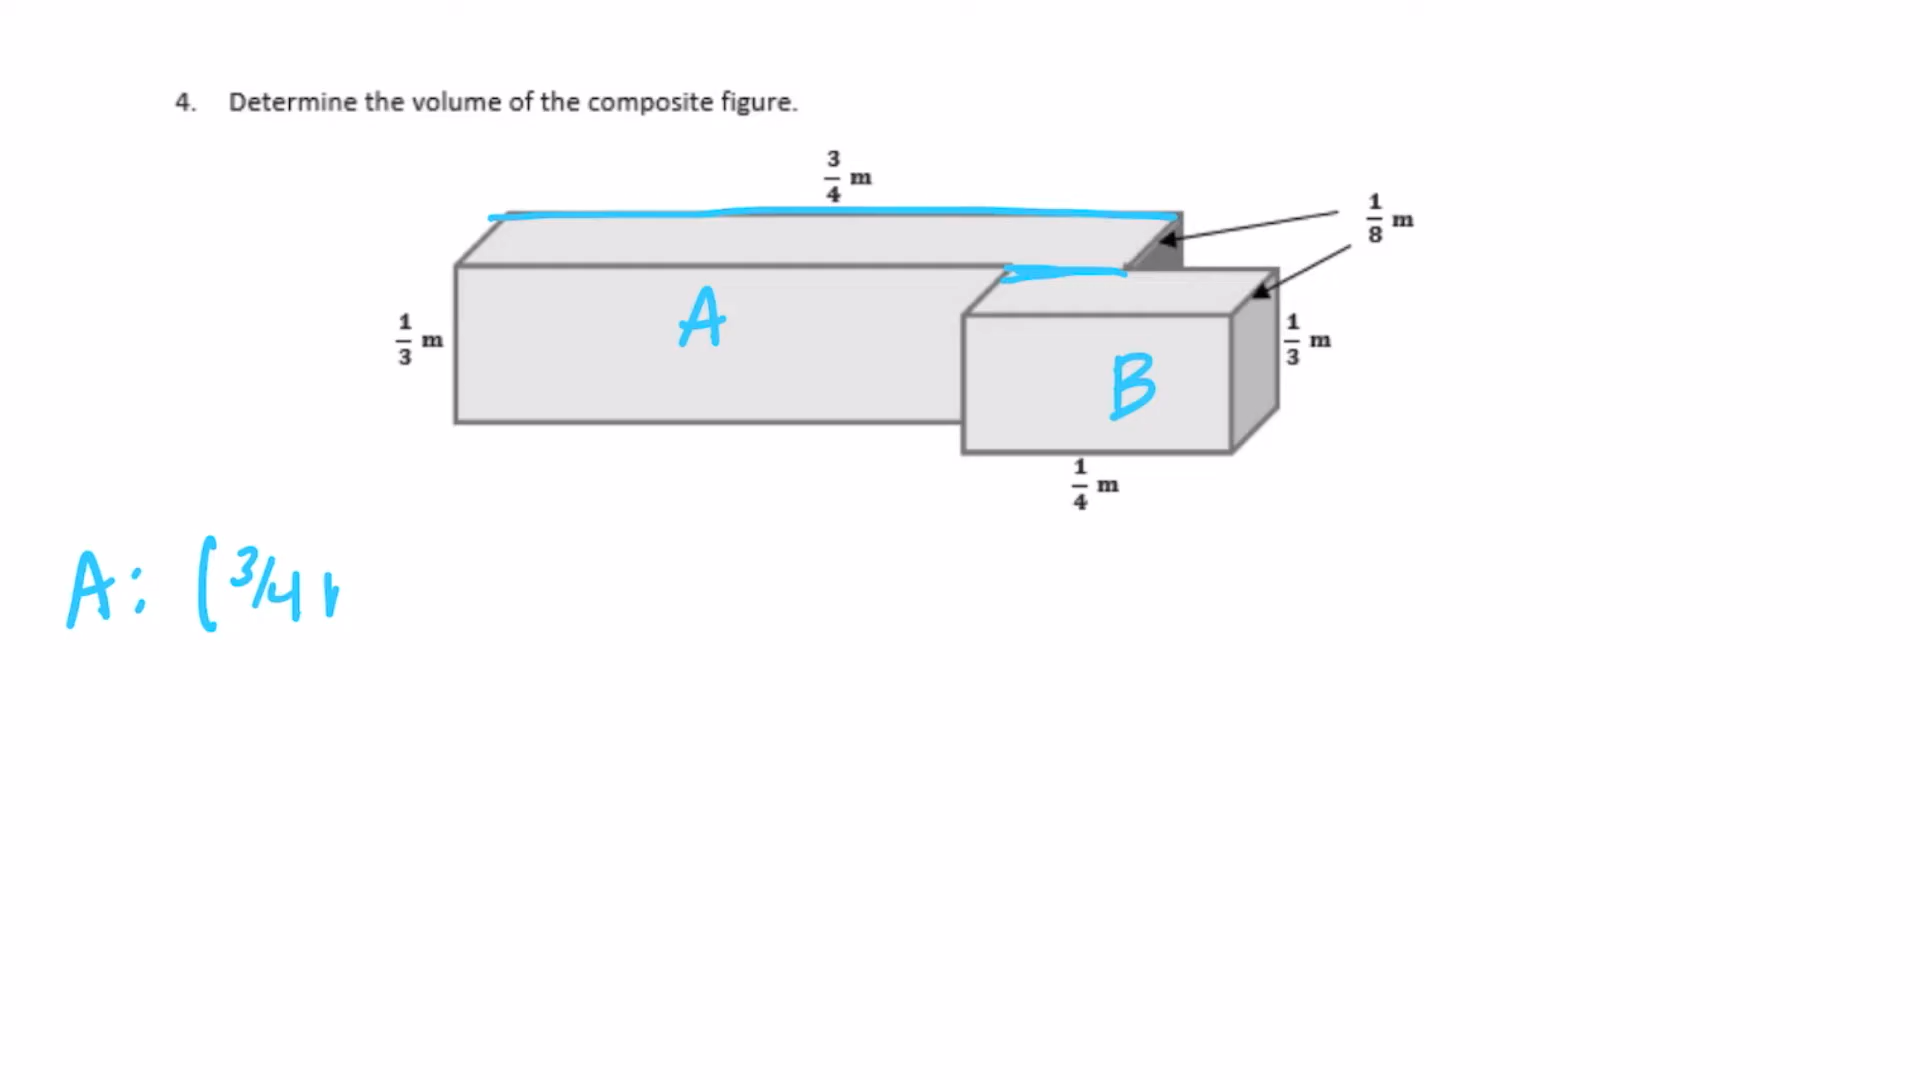 4. Determine the volume of the composite figure.
3/4 m
1/8 m
A
1/3 m
1/3 m
B
1/4 m
A: (3/4